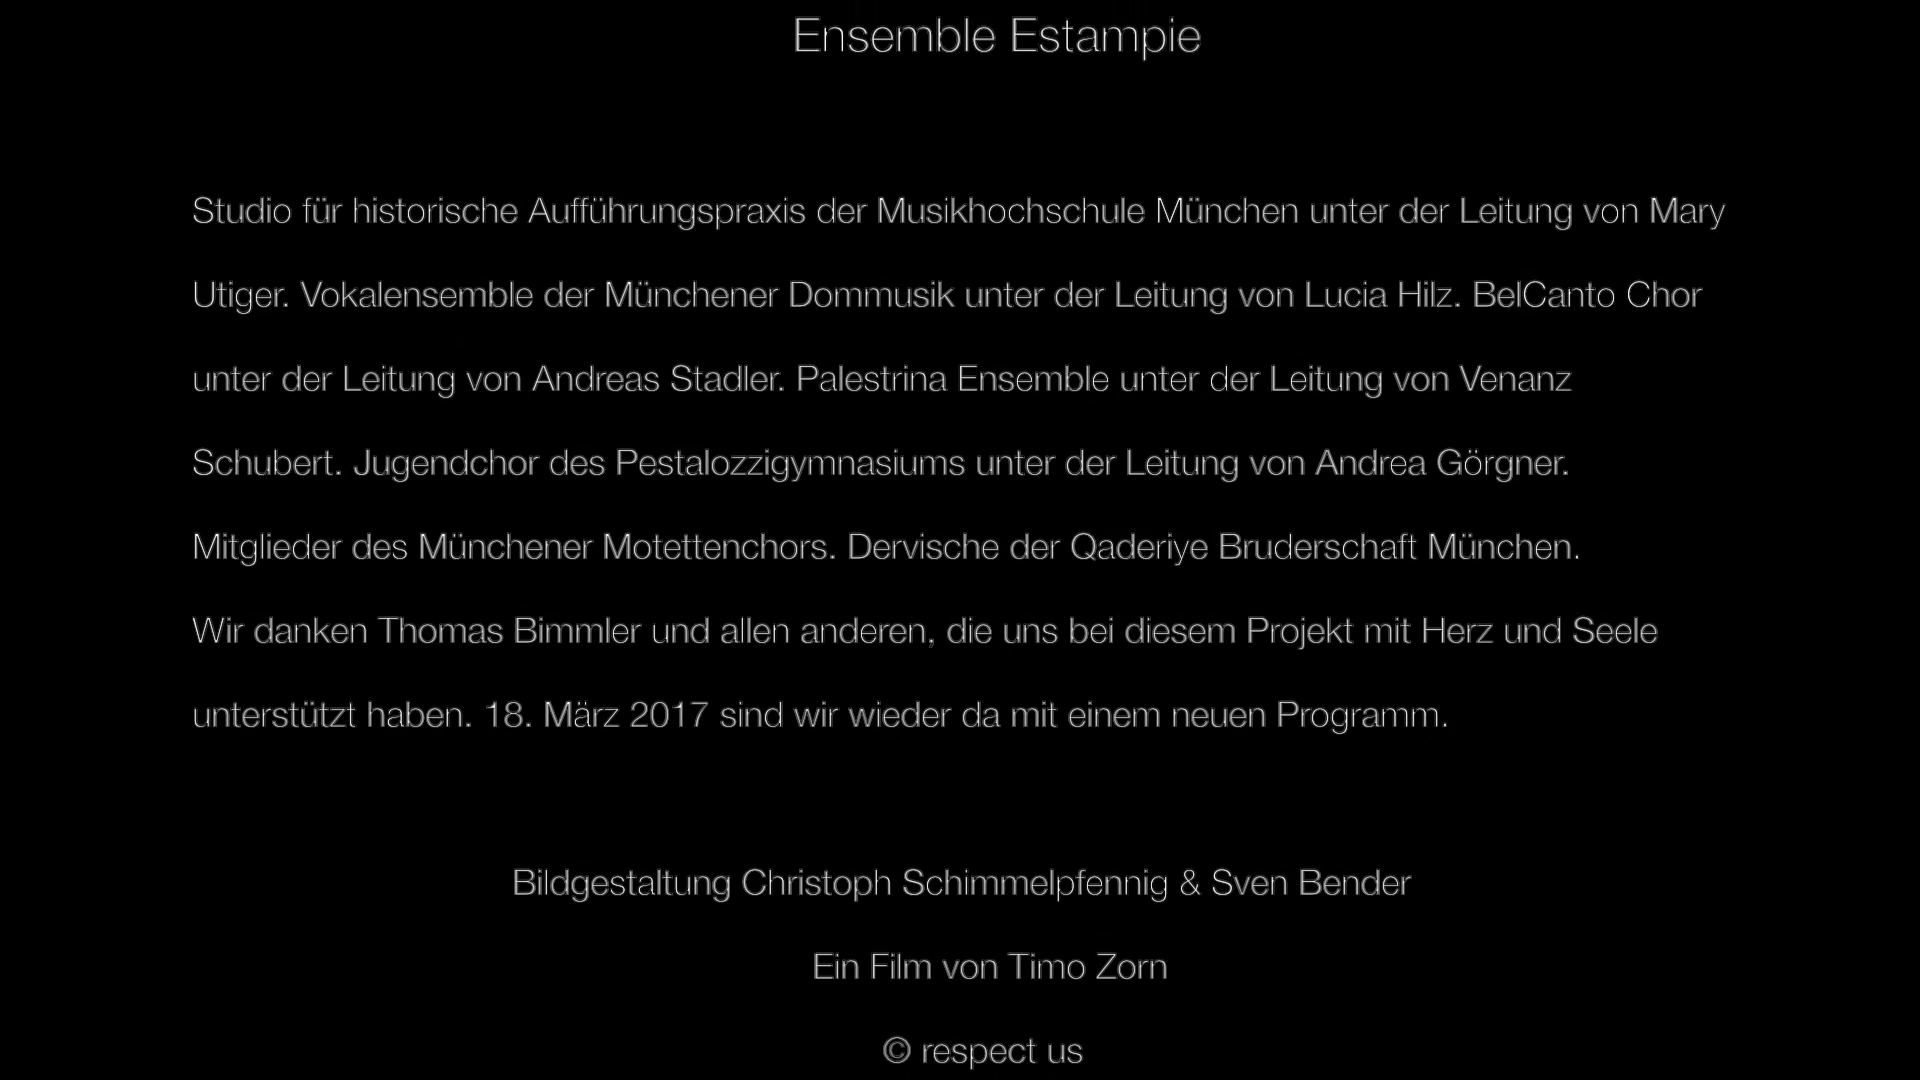 Ensemble Estampie
Studio für historische Aufführungspraxis der Musikhochschule München unter der Leitung von Mary
Utiger. Vokalensemble der Münchener Dommusik unter der Leitung von Lucia Hilz. BelCanto Chor
unter der Leitung von Andreas Stadler. Palestrina Ensemble unter der Leitung von Venanz
Schubert. Jugendchor des Pestalozzigymnasiums unter der Leitung von Andrea Görgner.
Mitglieder des Münchener Motettenchors. Dervische der Qaderiye Bruderschaft München.
Wir danken Thomas Bimmler und allen anderen, die uns bei diesem Projekt mit Herz und Seele
unterstützt haben. 18. März 2017 sind wir wieder da mit einem neuen Programm.
Bildgestaltung Christoph Schimmelpfennig & Sven Bender
Ein Film von Timo Zorn
© respect us